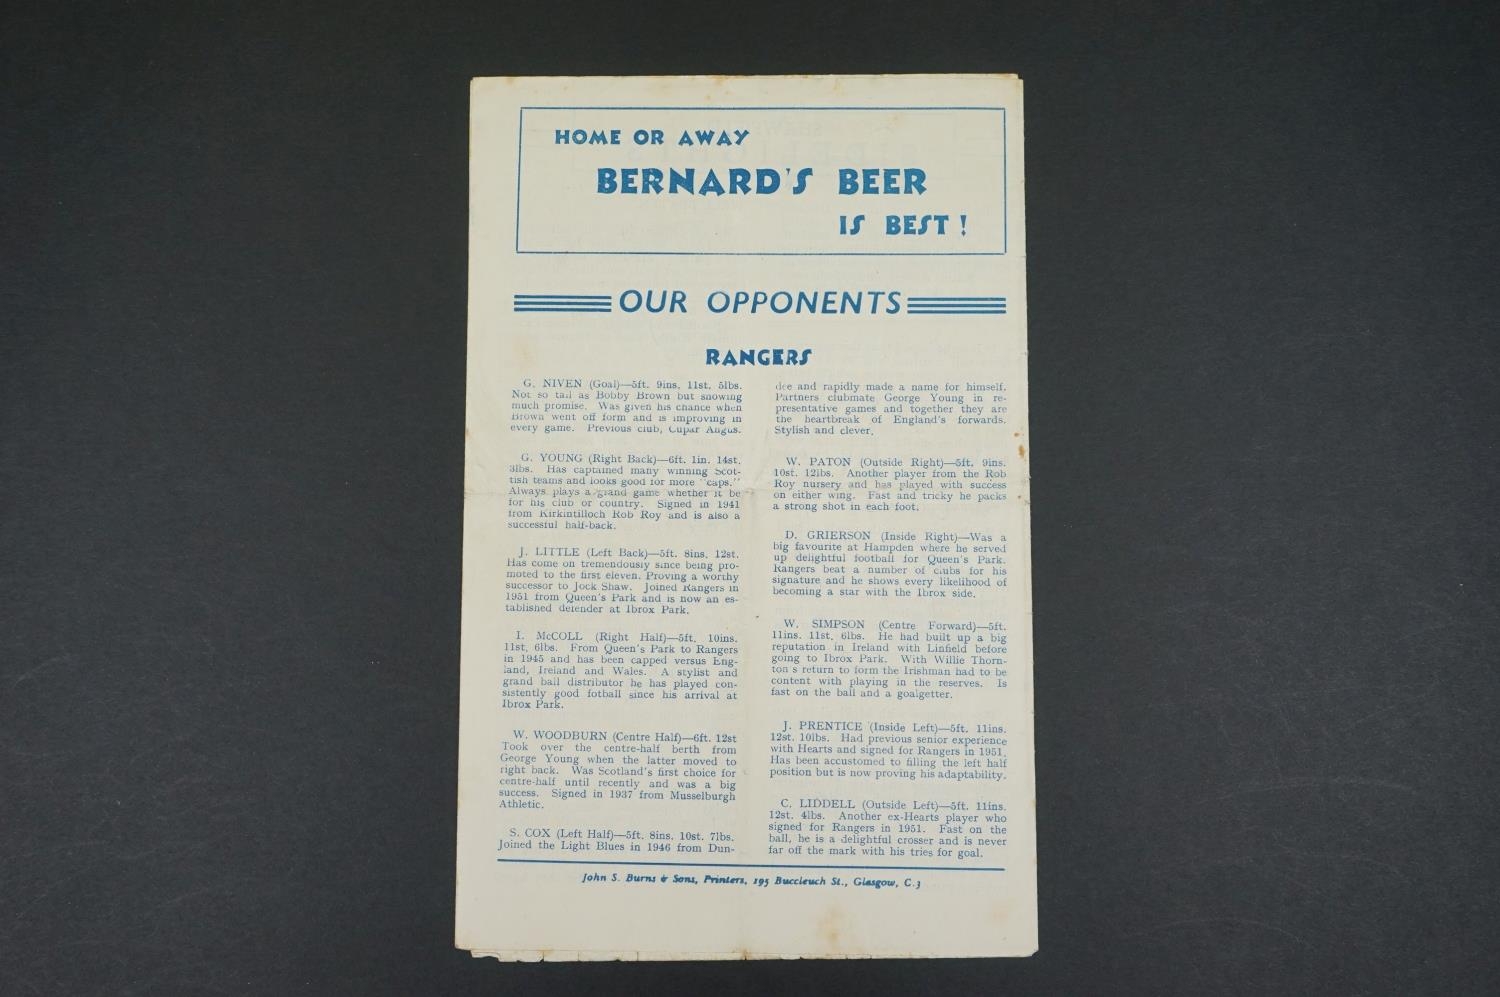 HOME OR AWAY
BERNARD'S BEER
IS BEST!
OUR OPPONENTS
RANGERS
G. NIVEN (Goal)—5ft. 9ins. 11st. 5lbs.
Not so tall as Bobby Brown but showing
much promise. Was given his chance when
Brown went off form and is improving in
every game. Previous club, Cupar Angus.
G. YOUNG (Right Back)—6ft. 1in. 14st.
3lbs. Has captained many winning Scot-
tish teams and looks good for more "caps."
Always plays a grand game whether it be
for his club or country. Signed in 1941
from Kirkintilloch Rob Roy and is also a
successful half-back.
J. LITTLE (Left Back)—5ft. 8ins. 12st.
Has come on tremendously since being pro-
moted to the first eleven. Proving a worthy
successor to Jock Shaw. Joined Rangers in
1951 from Queen's Park and is now an es-
tablished defender at Ibrox Park.
I. McCOLL (Right Half)—5ft. 10ins.
11st. 6lbs. From Queen's Park to Rangers
in 1945 and has been capped versus Eng-
land, Ireland and Wales. A stylist and
grand ball distributor he has played con-
sistently good fotball since his arrival at
Ibrox Park.
W. WOODBURN (Centre Half)—6ft. 12st
Took over the centre-half berth from
George Young when the latter moved to
right back. Was Scotland's first choice for
centre-half until recently and was a big
success. Signed in 1937 from Musselburgh
Athletic.
S. COX (Left Half)—5ft. 8ins. 10st. 7lbs.
Joined the Light Blues in 1946 from Dun-
dee and rapidly made a name for himself.
Partners clubmate George Young in re-
presentative games and together they are
the heartbreak of England's forwards.
Stylish and clever.
W. PATON (Outside Right)—5ft. 9ins.
10st. 12lbs. Another player from the Rob
Roy nursery and has played with success
on either wing. Fast and tricky he packs
a strong shot in each foot.
D. GRIERSON (Inside Right)—Was a
big favourite at Hampden where he served
up delightful football for Queen's Park.
Rangers beat a number of clubs for his
signature and he shows every likelihood of
becoming a star with the Ibrox side.
W. SIMPSON (Centre Forward)—5ft.
11ins. 11st. 6lbs. He had built up a big
reputation in Ireland with Linfield before
going to Ibrox Park. With Willie Thorn-
ton's return to form the Irishman had to be
content with playing in the reserves. Is
fast on the ball and a goalgetter.
J. PRENTICE (Inside Left)—5ft. 11ins.
12st. 10lbs. Had previous senior experience
with Hearts and signed for Rangers in 1951.
Has been accustomed to filling the left half
position but is now proving his adaptability.
C. LIDDELL (Outside Left)—5ft. 11ins.
12st. 4lbs. Another ex-Hearts player who
signed for Rangers in 1951. Fast on the
ball, he is a delightful crosser and is never
far off the mark with his tries for goal.
John S. Burns & Sons, Printers, 195 Buccleuch St., Glasgow, C.3